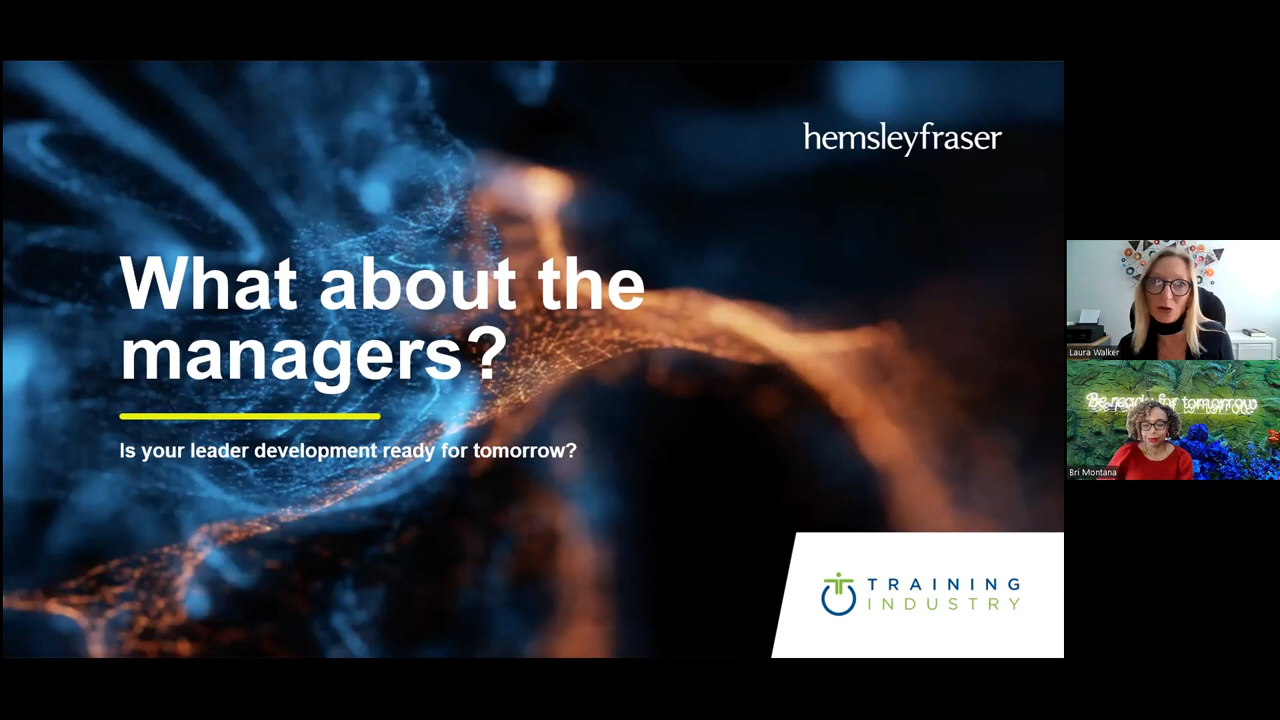 hemsleyfraser
What about the
managers?
Is your leader development ready for tomorrow?
TRAINING
INDUSTRY
Laura Walker
Be ready for tomorrow
Bri Montana